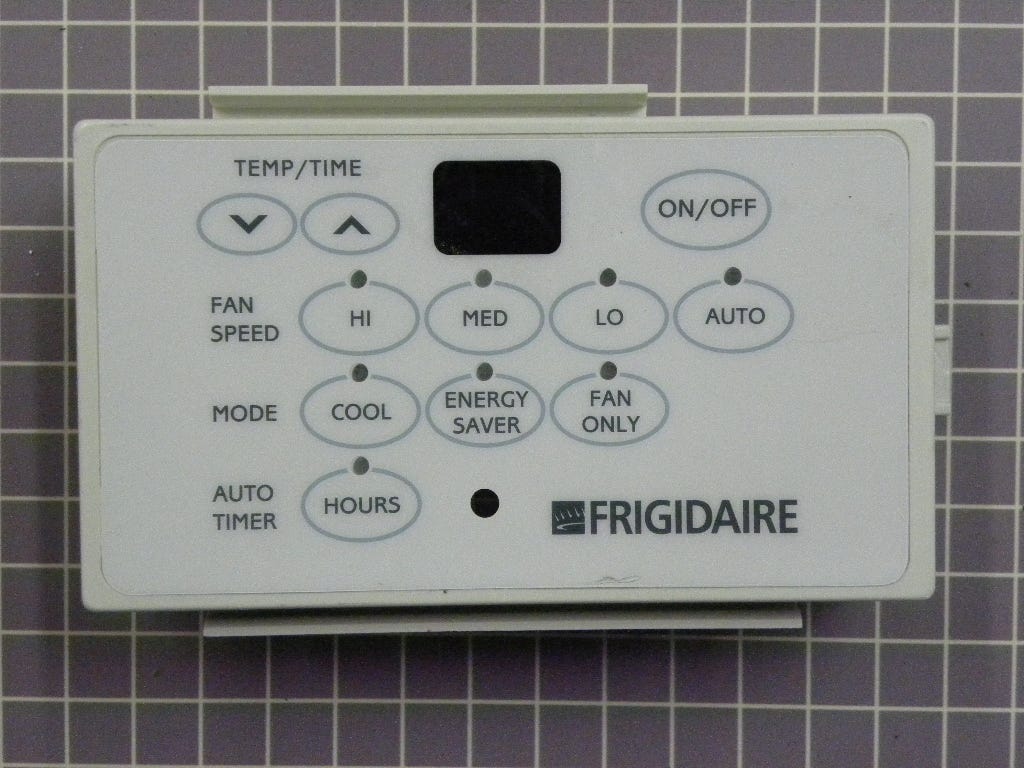 TEMP/TIME
ON/OFF
FAN
SPEED
HI
MED
LO
AUTO
MODE
COOL
ENERGY
SAVER
FAN
ONLY
AUTO
TIMER
HOURS
FRIGIDAIRE